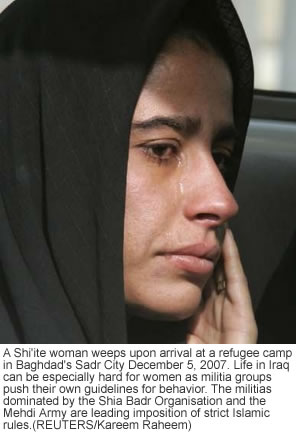 A Shi'ite woman weeps upon arrival at a refugee camp
in Baghdad's Sadr City December 5, 2007. Life in Iraq
can be especially hard for women as militia groups
push their own guidelines for behavior. The militias
dominated by the Shia Badr Organisation and the
Mehdi Army are leading imposition of strict Islamic
rules.(REUTERS/Kareem Raheem)